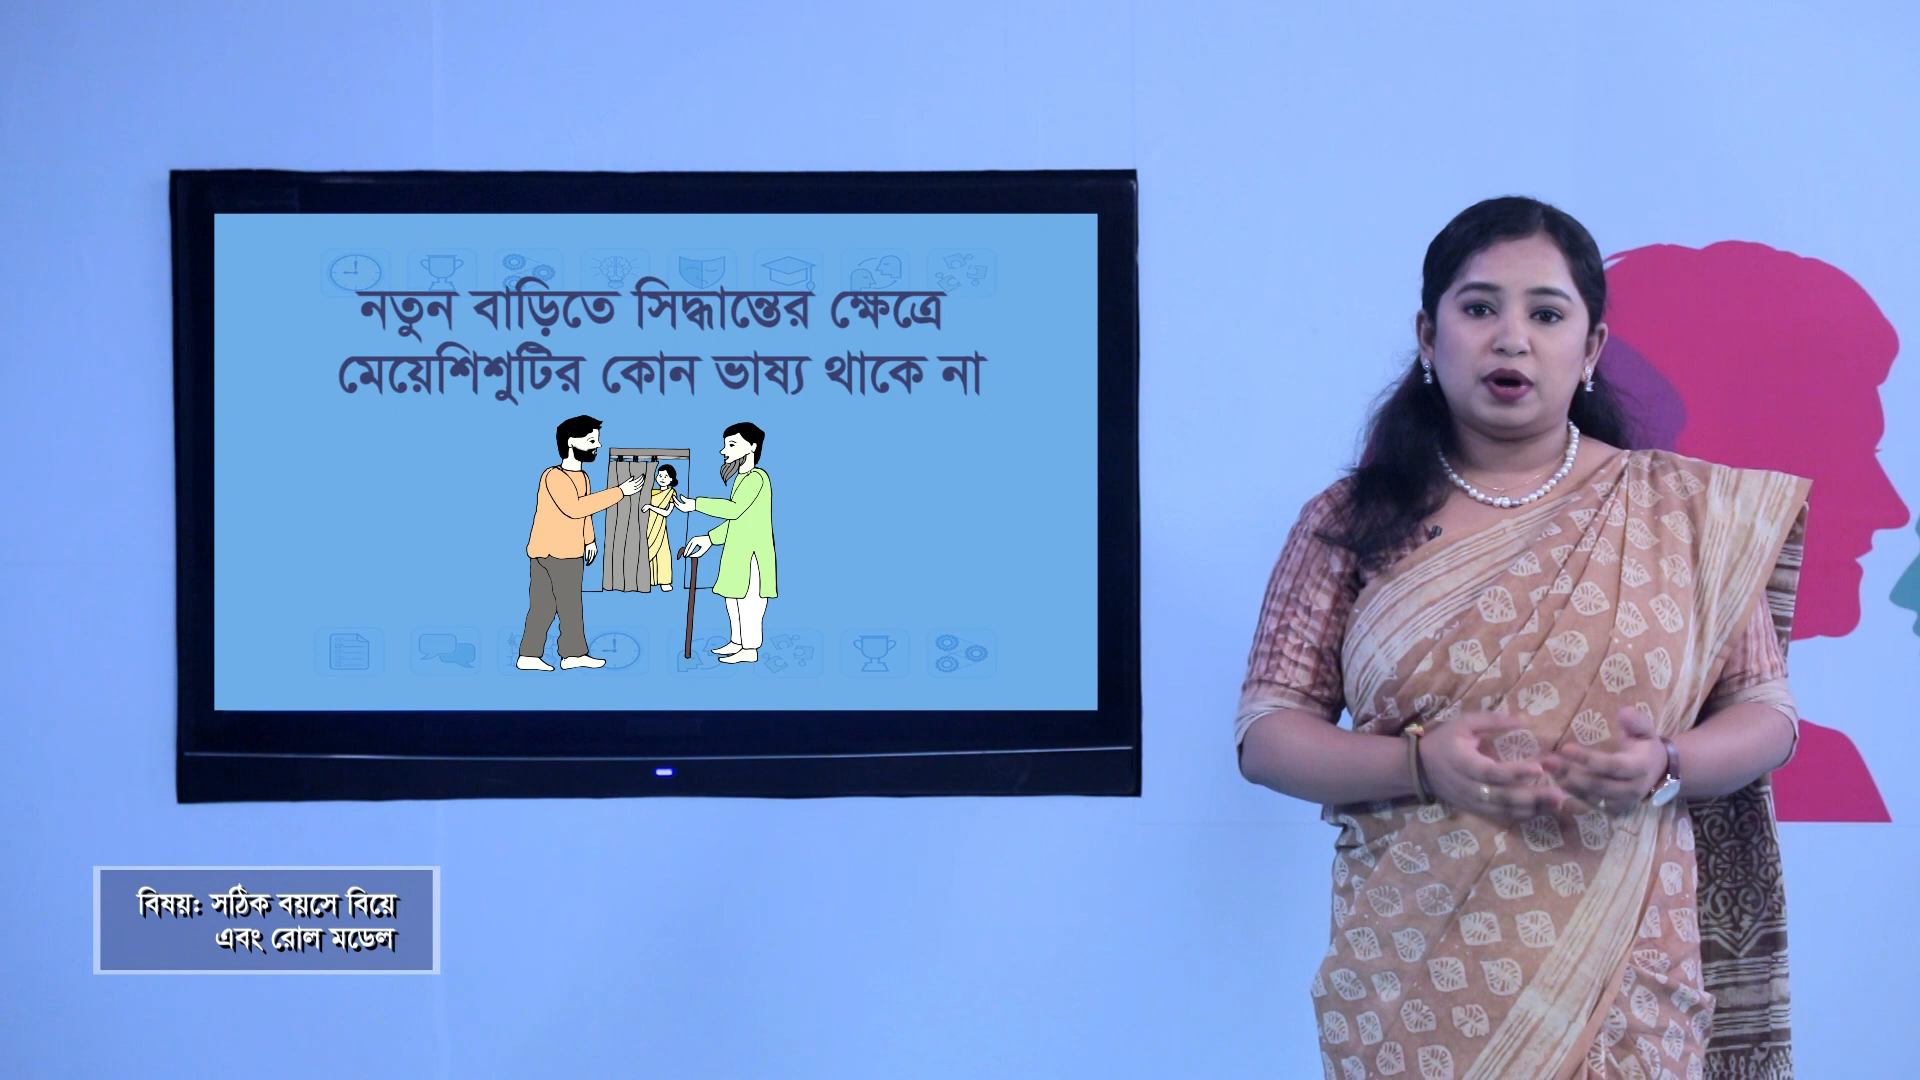 নতুন বাড়িতে সিদ্ধান্তের ক্ষেত্রে
মেয়েশিশুটির কোন ভাষ্য থাকে না
বিষয়: সঠিক বয়সে বিয়ে
এবং রোল মডেল